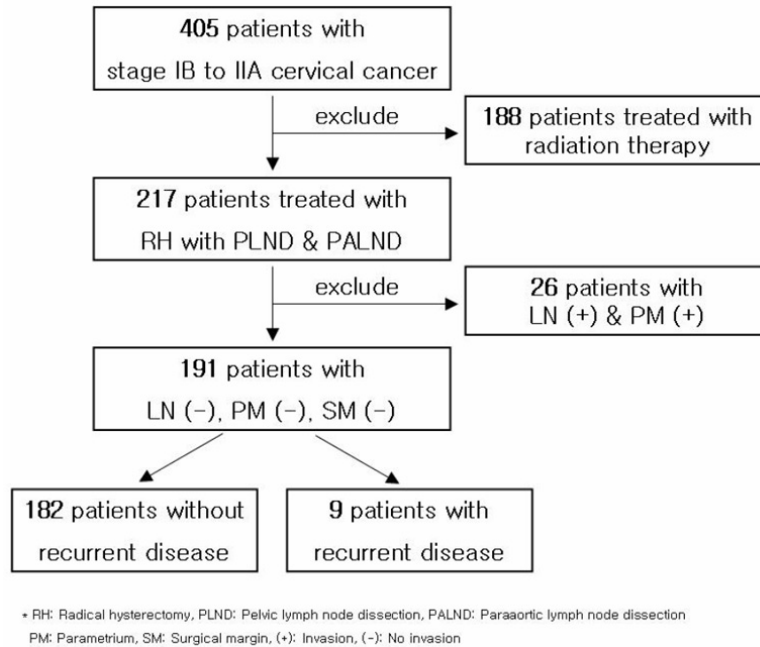 405 patients with
stage IB to IIA cervical cancer
exclude
188 patients treated with
radiation therapy
217 patients treated with
RH with PLND & PALND
exclude
26 patients with
LN (+) & PM (+)
191 patients with
LN (-), PM (-), SM (-)
182 patients without
recurrent disease
9 patients with
recurrent disease
* RH: Radical hysterectomy, PLND: Pelvic lymph node dissection, PALND: Paraaortic lymph node dissection
PM: Parametrium, SM: Surgical margin, (+): Invasion, (-): No invasion